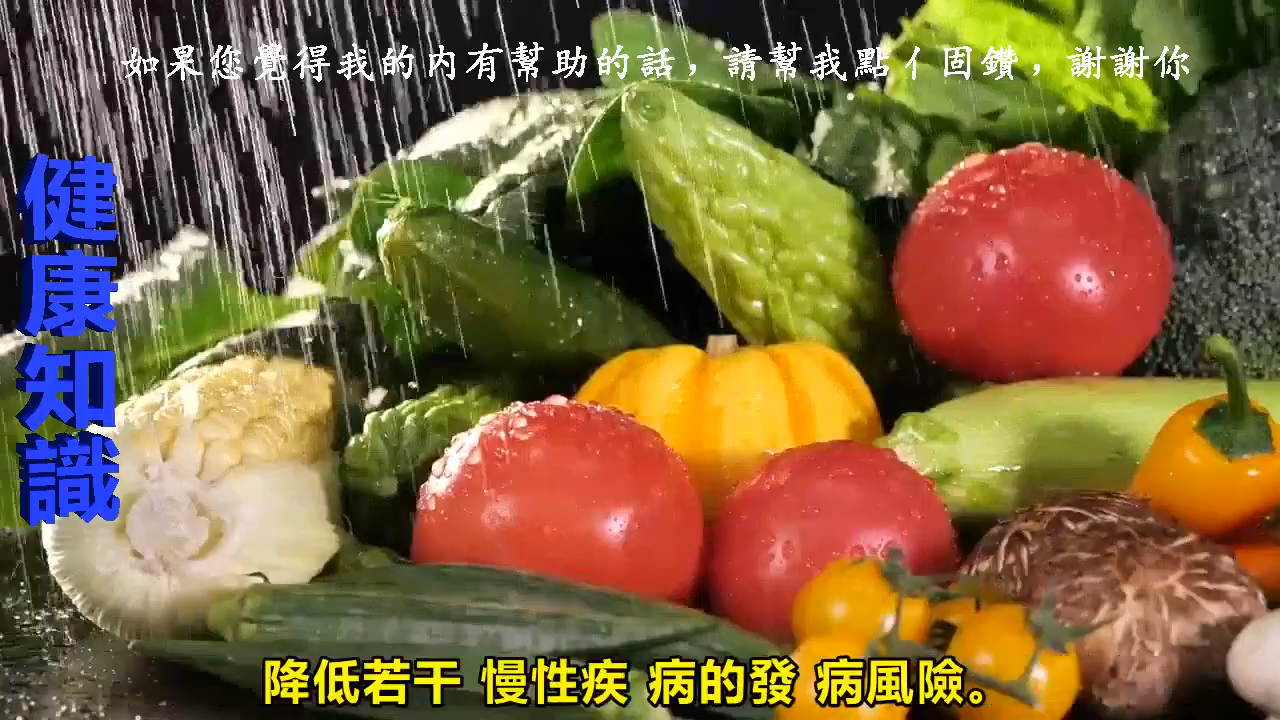 如果您覺得我的内有幫助的話，請幫我點亻固鑽，謝謝你
健康知識
降低若干 慢性疾 病的發 病風險。